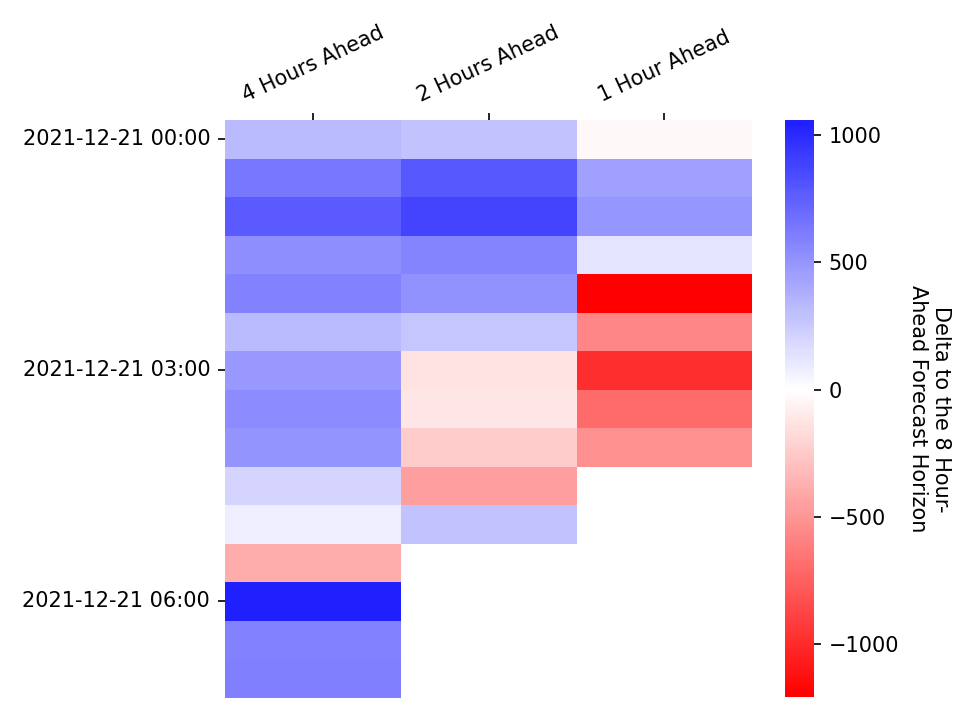 4 Hours Ahead
2 Hours Ahead
1 Hour Ahead
2021-12-21 00:00
2021-12-21 03:00
2021-12-21 06:00
1000
500
0
−500
−1000
Delta to the 8 Hour-
Ahead Forecast Horizon